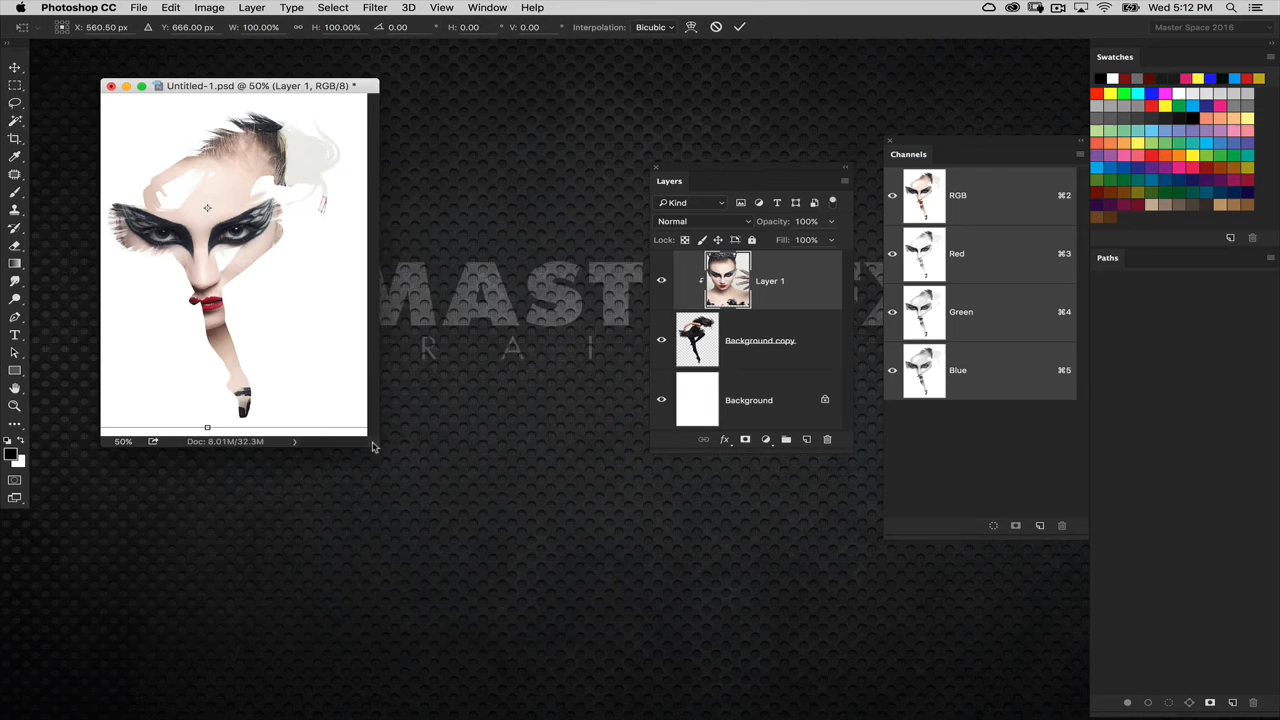 Photoshop CC File Edit Image Layer Type Select Filter 3D View Window Help Wed 5:12 PM
X: 560.50 px Y: 666.00 px W: 100.00% H: 100.00% 0.00 ° H: 0.00 ° V: 0.00 ° Interpolation: Bicubic Master Space 2016
Untitled-1.psd @ 50% (Layer 1, RGB/8) *
50% Doc: 8.01M/32.3M
MAST
R A I
Layers
Kind
Normal Opacity: 100%
Lock: Fill: 100%
Layer 1
Background copy
Background
fx
Channels
RGB ⌘2
Red ⌘3
Green ⌘4
Blue ⌘5
Swatches
Paths